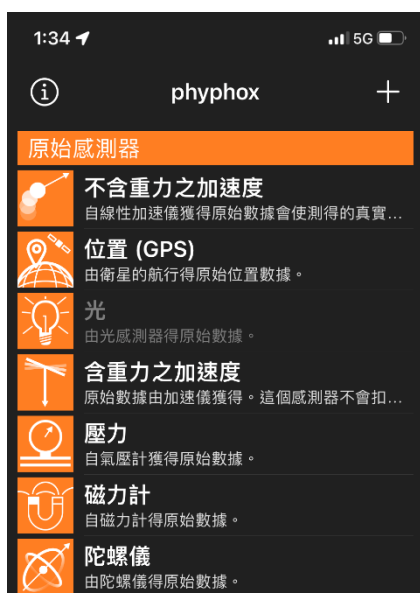 1:34
5G
phyphox
原始感測器
不含重力之加速度
自線性加速儀獲得原始數據會使測得的真實...
位置 (GPS)
由衛星的航行得原始位置數據。
光
由光感測器得原始數據。
含重力之加速度
原始數據由加速儀獲得。這個感測器不會扣...
壓力
自氣壓計獲得原始數據。
磁力計
自磁力計得原始數據。
陀螺儀
由陀螺儀得原始數據。